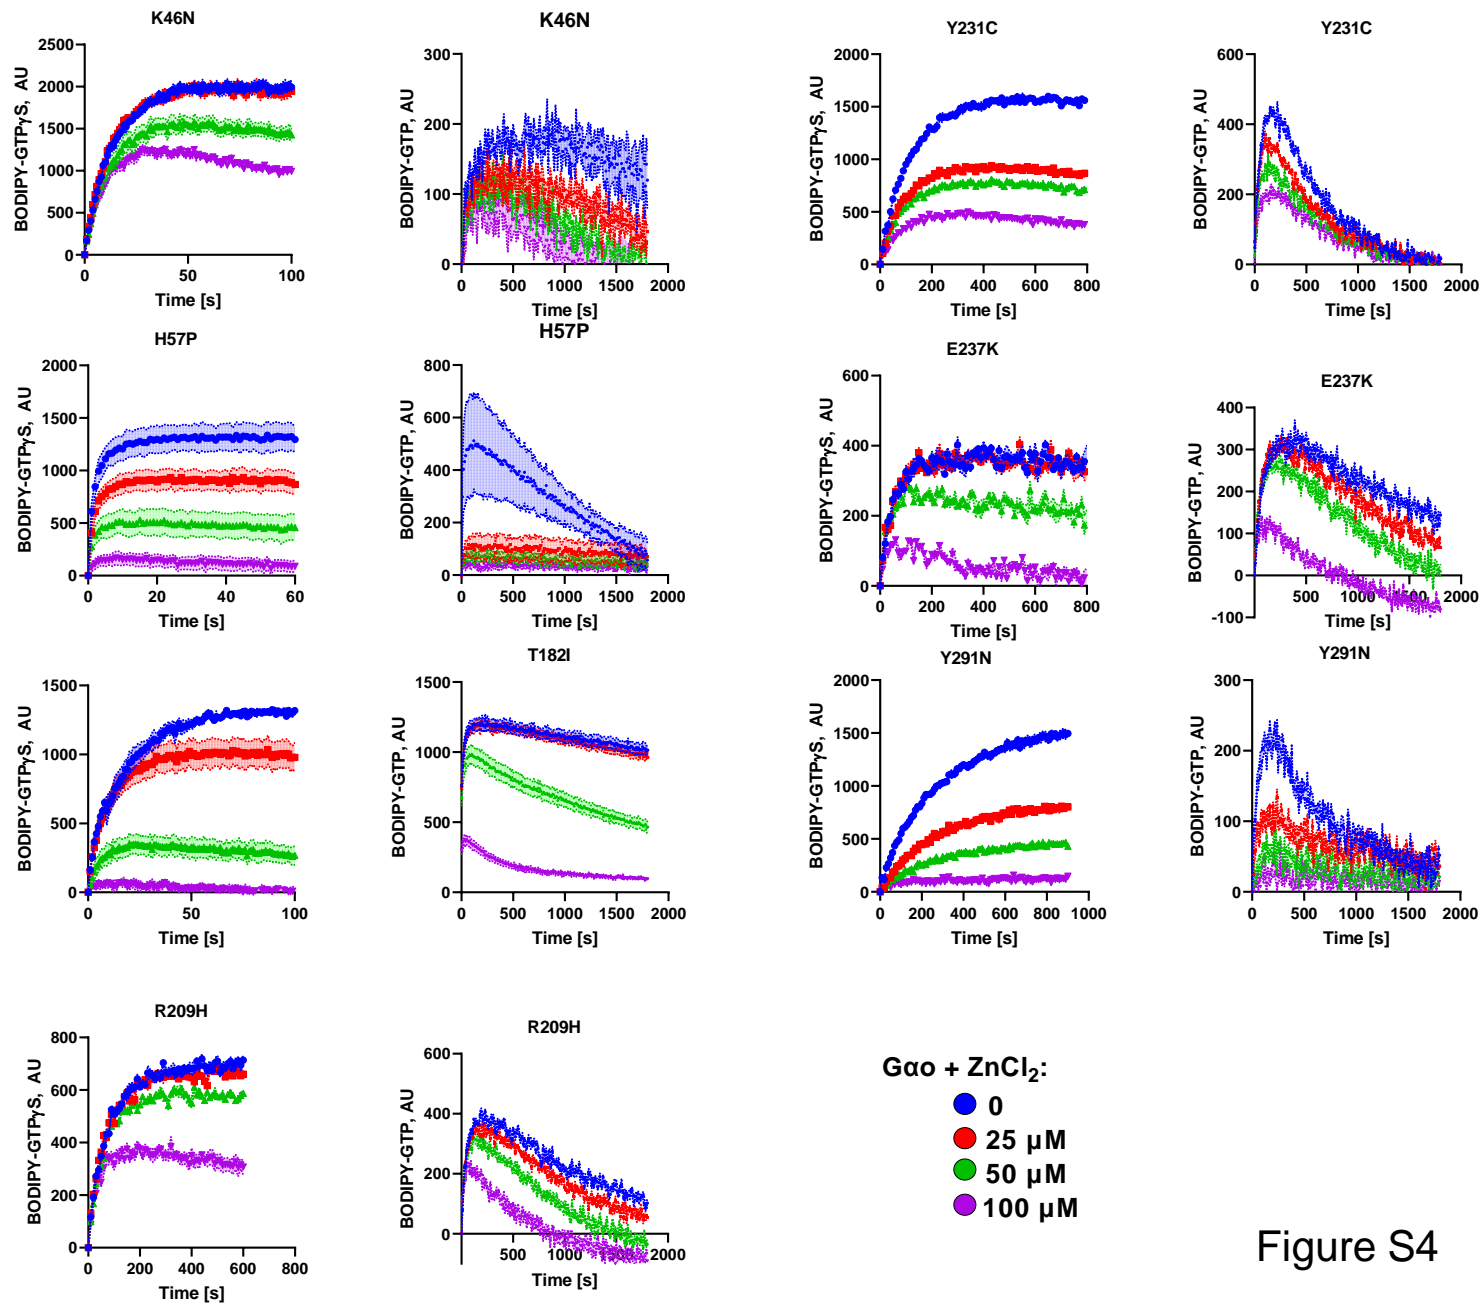 K46N
BODIPY-GTPγS, AU
2500
2000
1500
1000
500
0
0 50 100
Time [s]
K46N
BODIPY-GTP, AU
300
200
100
0
0 500 1000 1500 2000
Time [s]
Y231C
BODIPY-GTPγS, AU
2000
1500
1000
500
0
0 200 400 600 800
Time [s]
Y231C
BODIPY-GTP, AU
600
400
200
0
0 500 1000 1500 2000
Time [s]
H57P
BODIPY-GTPγS, AU
2000
1500
1000
500
0
0 20 40 60
Time [s]
H57P
BODIPY-GTP, AU
800
600
400
200
0
0 500 1000 1500 2000
Time [s]
E237K
BODIPY-GTPγS, AU
600
400
200
0
0 200 400 600 800
Time [s]
E237K
BODIPY-GTP, AU
400
300
200
100
0
-100
500 1000 1500 2000
Time [s]
BODIPY-GTPγS, AU
1500
1000
500
0
0 50 100
Time [s]
T182I
BODIPY-GTP, AU
1500
1000
500
0
0 500 1000 1500 2000
Time [s]
Y291N
BODIPY-GTPγS, AU
2000
1500
1000
500
0
0 200 400 600 800 1000
Time [s]
Y291N
BODIPY-GTP, AU
300
200
100
0
0 500 1000 1500 2000
Time [s]
R209H
BODIPY-GTPγS, AU
800
600
400
200
0
0 200 400 600 800
Time [s]
R209H
BODIPY-GTP, AU
600
400
200
0
500 1000 1500 2000
Time [s]
Gαo + ZnCl₂:
0
25 μM
50 μM
100 μM
Figure S4